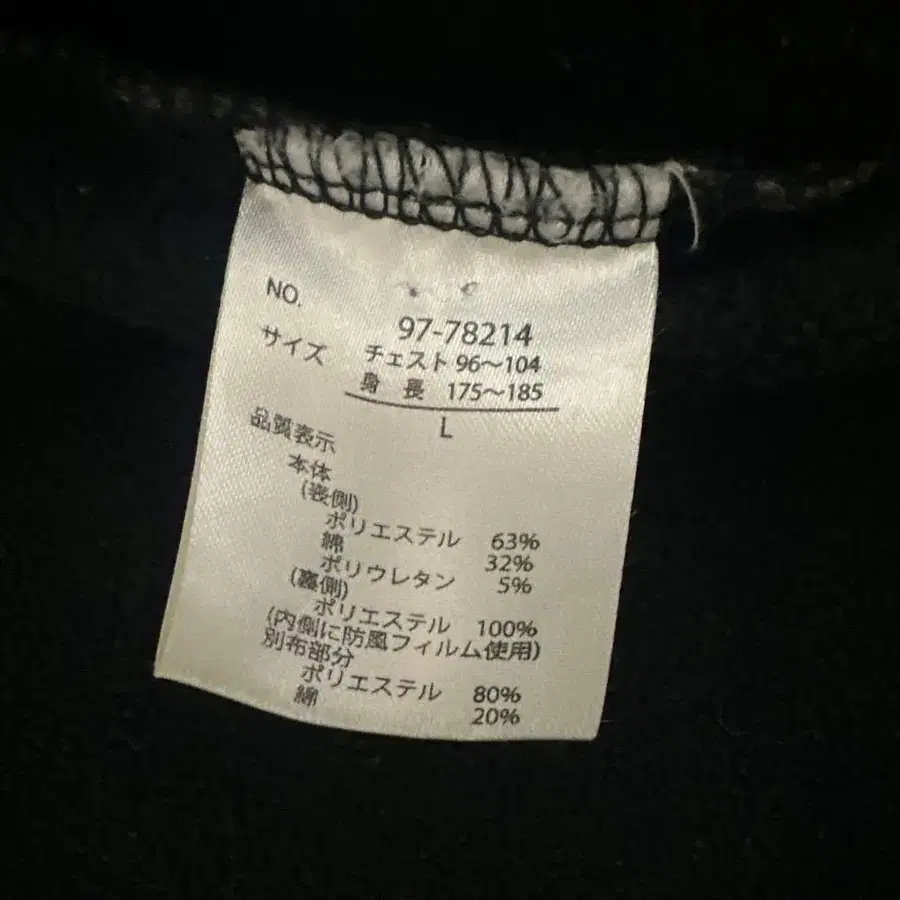 NO. 97-78214
サイズ チェスト 96～104
身 長 175～185
L
品質表示
本体
(表側)
ポリエステル 63%
綿 32%
ポリウレタン 5%
(裏側)
ポリエステル 100%
(内側に防風フィルム使用)
別布部分
ポリエステル 80%
綿 20%